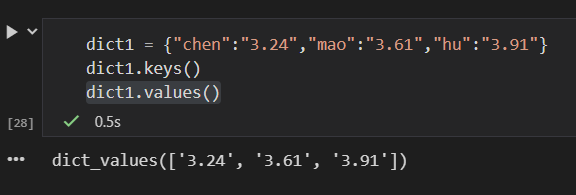 dict1 = {"chen":"3.24","mao":"3.61","hu":"3.91"}
dict1.keys()
dict1.values()
[28]
0.5s
dict_values(['3.24', '3.61', '3.91'])